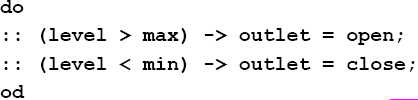 do
:: (level > max) -> outlet = open;
:: (level < min) -> outlet = close;
od